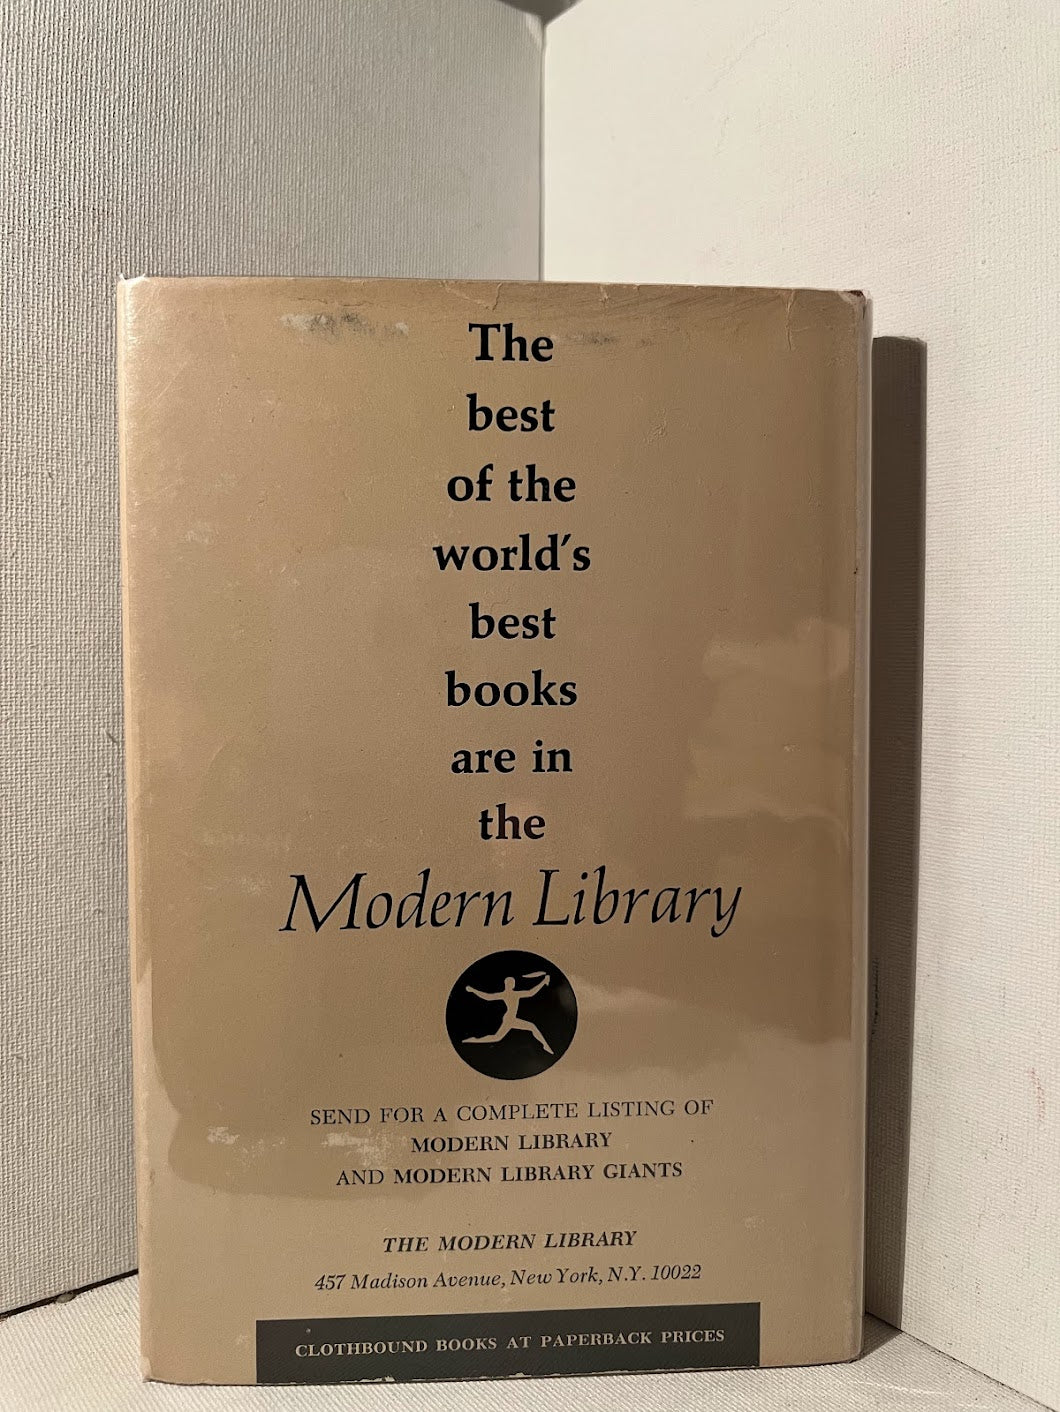 The
best
of the
world's
best
books
are in
the
Modern Library
SEND FOR A COMPLETE LISTING OF
MODERN LIBRARY
AND MODERN LIBRARY GIANTS
THE MODERN LIBRARY
457 Madison Avenue, New York, N.Y. 10022
CLOTHBOUND BOOKS AT PAPERBACK PRICES